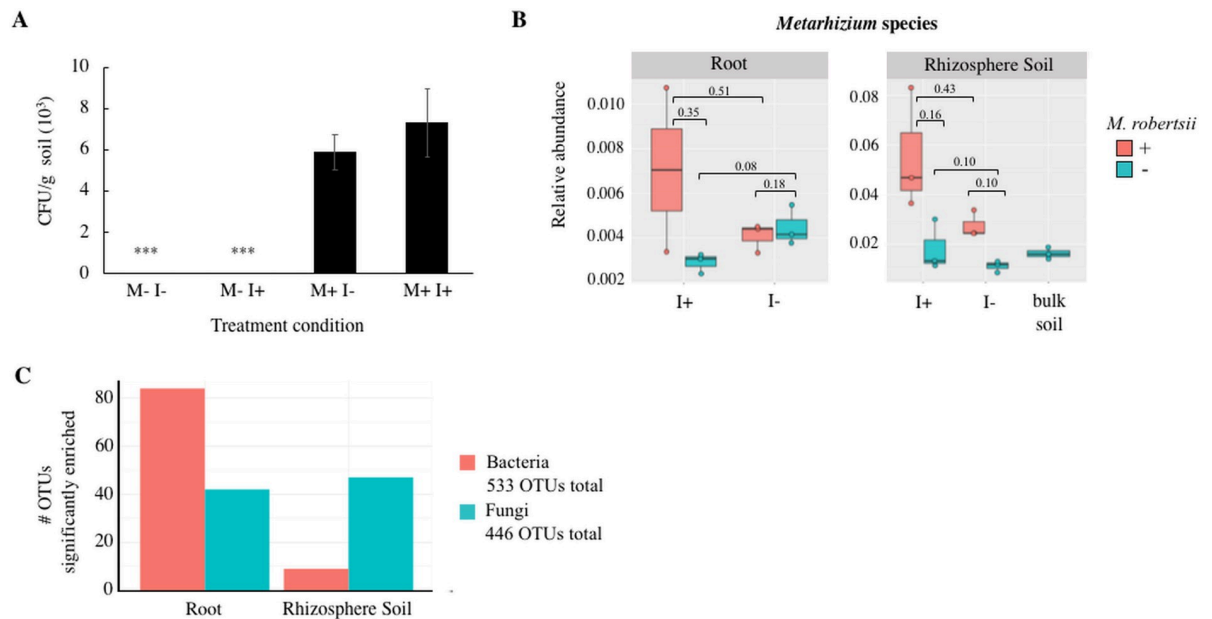 A
CFU/g soil (10³)
10
8
6
4
2
0
***
***
M- I-
M- I+
M+ I-
M+ I+
Treatment condition
B
Metarhizium species
Root
Rhizosphere Soil
Relative abundance
0.010
0.008
0.006
0.004
0.002
0.51
0.35
0.08
0.18
I+
I-
0.08
0.06
0.04
0.02
0.43
0.16
0.10
0.10
I+
I-
bulk
soil
M. robertsii
+
-
C
# OTUs
significantly enriched
80
60
40
20
0
Root
Rhizosphere Soil
Bacteria
533 OTUs total
Fungi
446 OTUs total